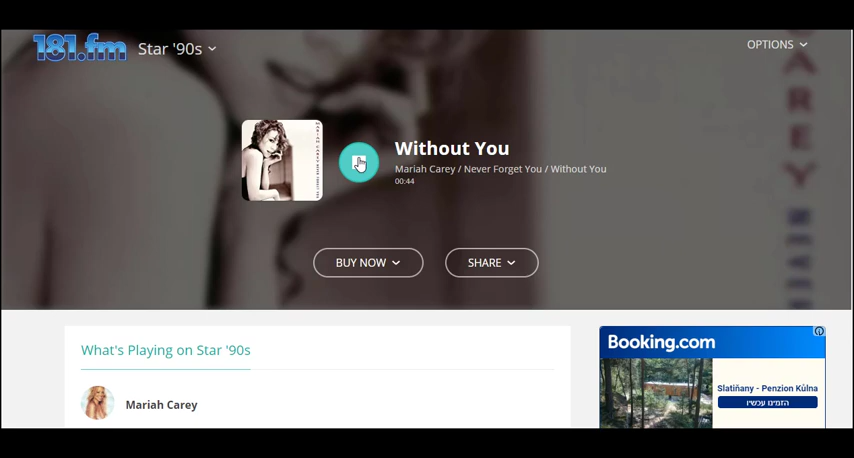 181.fm
Star '90s
OPTIONS
Without You
Mariah Carey / Never Forget You / Without You
00:44
BUY NOW
SHARE
What's Playing on Star '90s
Mariah Carey
Booking.com
Slatiňany - Penzion Kůlna
הזמינו עכשיו
AREY